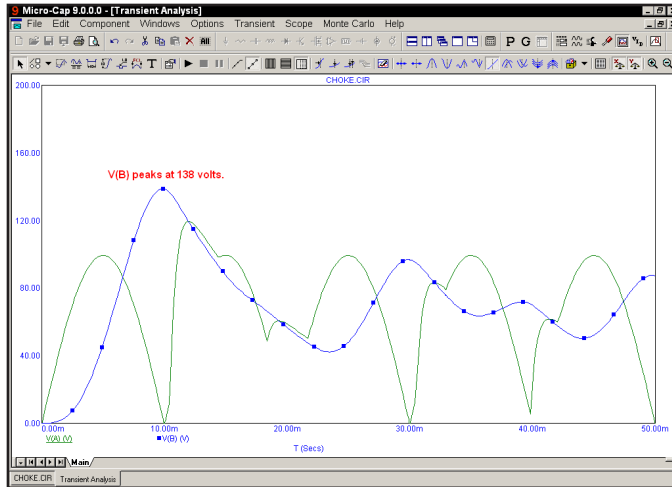 9 Micro-Cap 9.0.0.0 - [Transient Analysis]
File Edit Component Windows Options Transient Scope Monte Carlo Help
All P G
T
CHOKE.CIR
200.00
160.00
V(B) peaks at 138 volts.
120.00
80.00
40.00
0.00
0.00m 10.00m 20.00m 30.00m 40.00m 50.00m
V(A) (V) V(B) (V)
T (Secs)
Main
CHOKE.CIR Transient Analysis